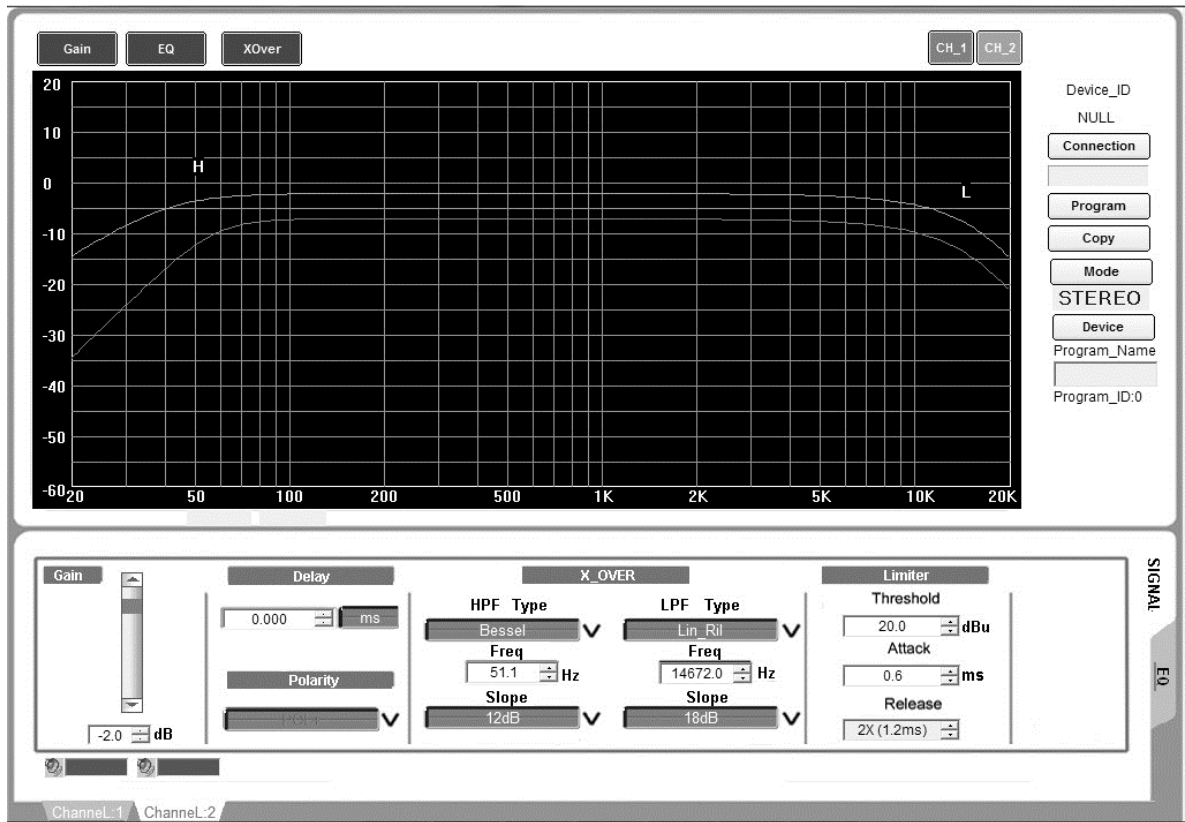 Gain EQ XOver CH_1 CH_2
20
10
0
-10
-20
-30
-40
-50
-60
H
L
20 50 100 200 500 1K 2K 5K 10K 20K
Device_ID
NULL
Connection
Program
Copy
Mode
STEREO
Device
Program_Name
Program_ID:0
SIGNAL
EQ
Gain
-2.0 dB
Delay
0.000 ms
Polarity
X_OVER
HPF Type
Bessel
Freq
51.1 Hz
Slope
12dB
LPF Type
Lin_Ril
Freq
14672.0 Hz
Slope
18dB
Limiter
Threshold
20.0 dBu
Attack
0.6 ms
Release
2X (1.2ms)
ChanneL:1 ChanneL:2